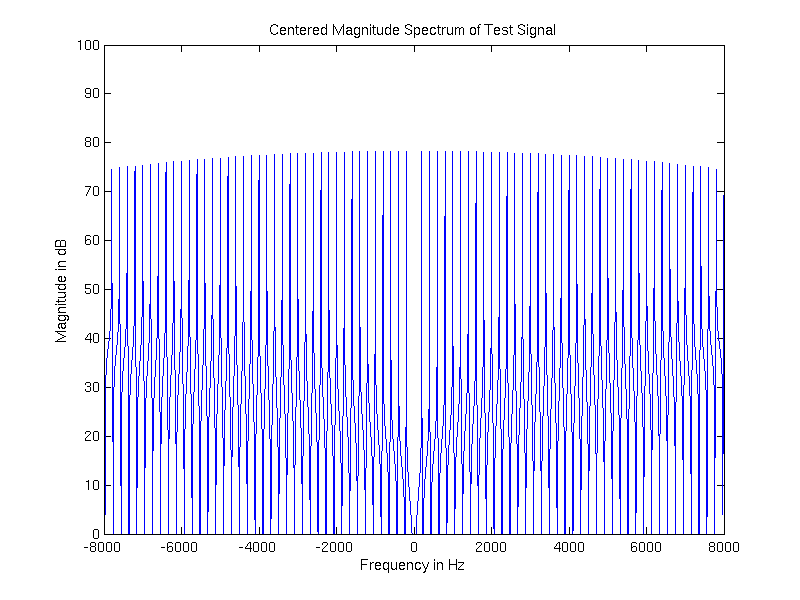 Centered Magnitude Spectrum of Test Signal
100
90
80
70
60
50
40
30
20
10
0
Magnitude in dB
-8000 -6000 -4000 -2000 0 2000 4000 6000 8000
Frequency in Hz